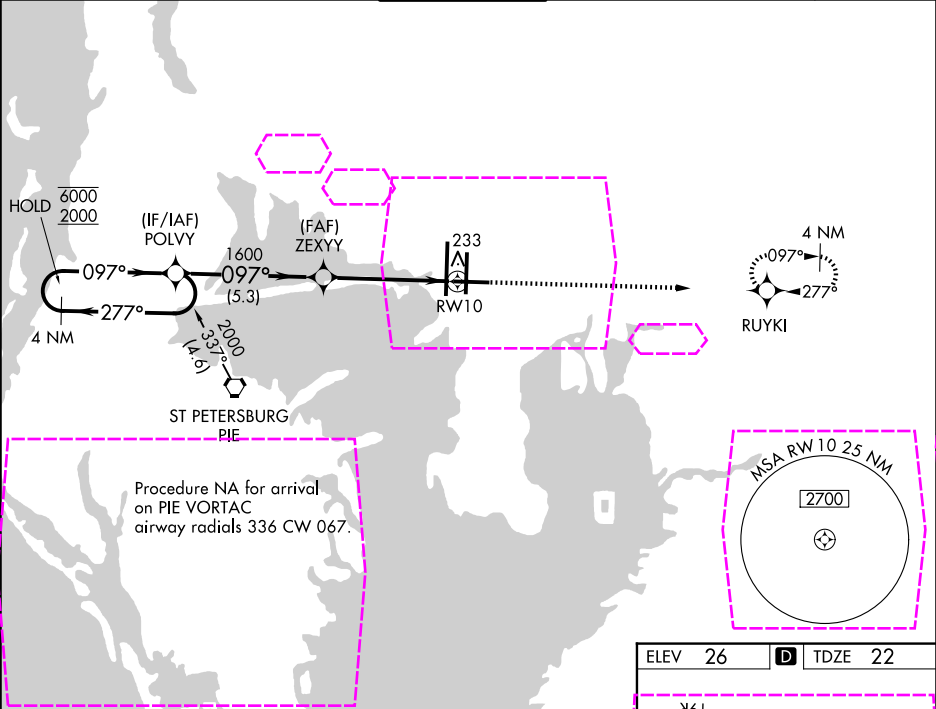 HOLD
6000
2000
(IF/IAF)
POLVY
(FAF)
ZEXYY
097°
1600
097°
(5.3)
277°
4 NM
2000
337°
(4.6)
ST PETERSBURG
PIE
233
RW10
4 NM
097°
277°
RUYKI
Procedure NA for arrival
on PIE VORTAC
airway radials 336 CW 067.
MSA RW 10 25 NM
2700
ELEV 26 D TDZE 22